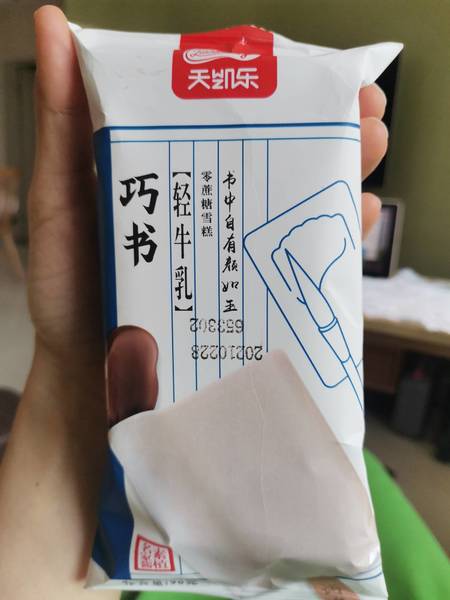 天凯乐
书中自有颜如玉
零蔗糖雪糕
【轻牛乳】
巧书
20210228
653302